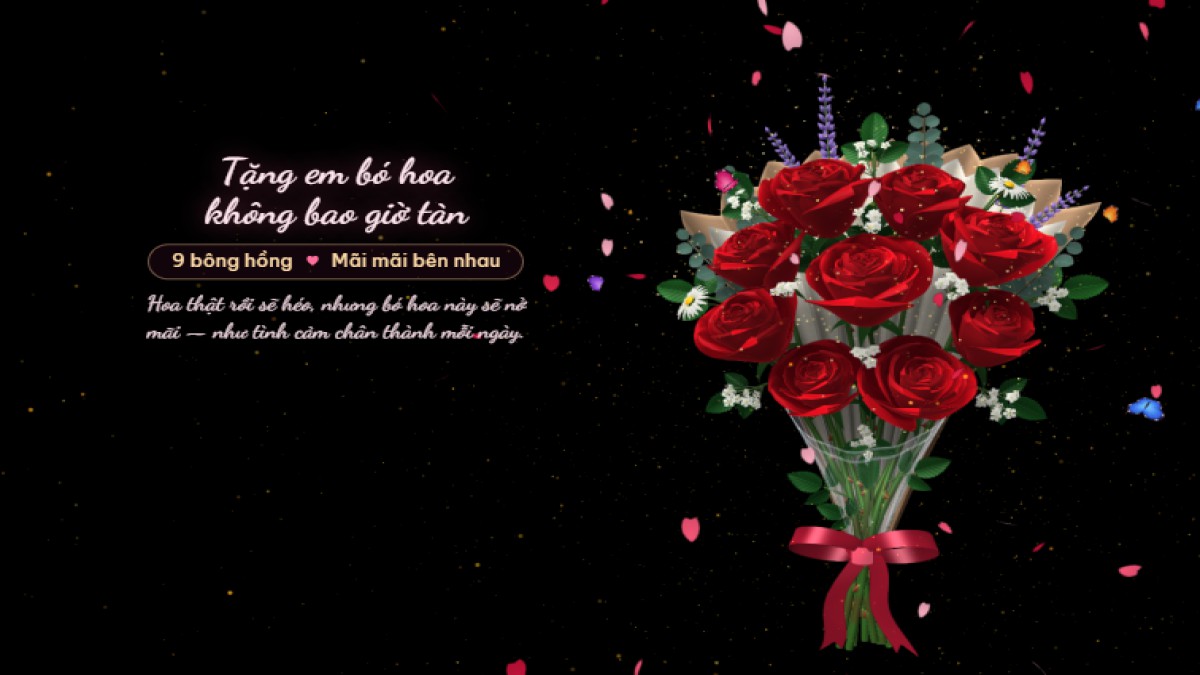 Tặng em bó hoa
không bao giờ tàn
9 bông hồng ♥ Mãi mãi bên nhau
Hoa thật rồi sẽ héo, nhưng bó hoa này sẽ nở
mãi — như tình cảm chân thành mỗi ngày.